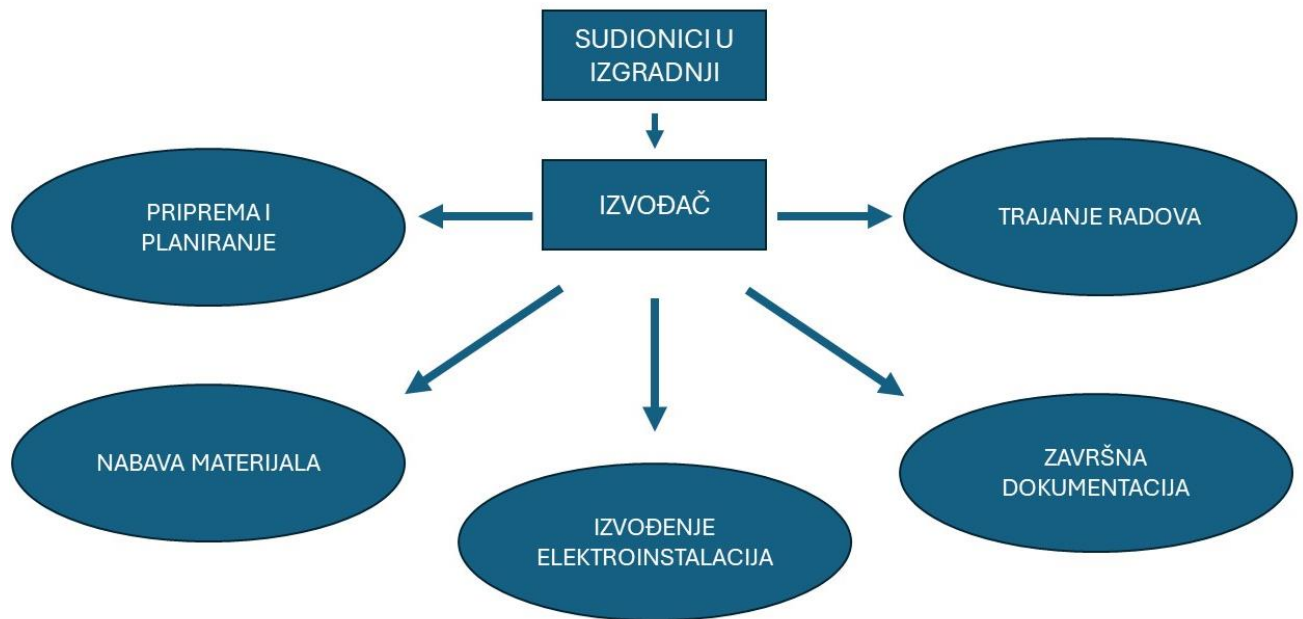 SUDIONICI U
IZGRADNJI
IZVOĐAČ
PRIPREMA I
PLANIRANJE
TRAJANJE RADOVA
NABAVA MATERIJALA
IZVOĐENJE
ELEKTROINSTALACIJA
ZAVRŠNA
DOKUMENTACIJA